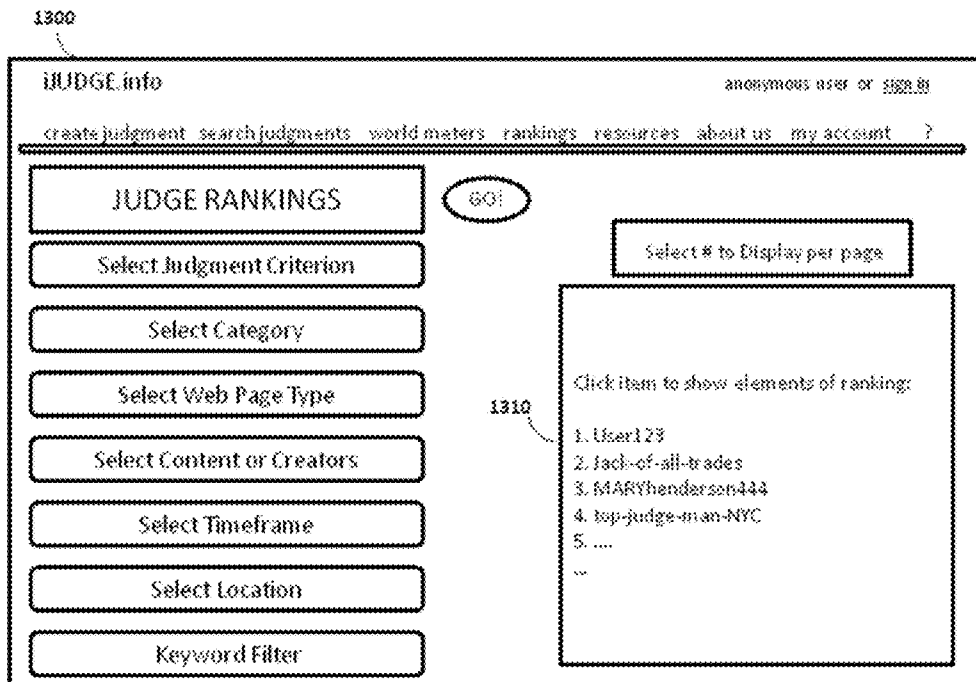 1300
iJUDGE.info
anonymous user or sign in
create judgment search judgments world meters rankings resources about us my account ?
JUDGE RANKINGS
GO!
Select # to Display per page
Select Judgment Criterion
Select Category
Select Web Page Type
Select Content or Creators
Select Timeframe
Select Location
Keyword Filter
1310
Click item to show elements of ranking:
1. User123
2. Jack-of-all-trades
3. MARYhenderson444
4. top-judge-man-NYC
5. ....
...